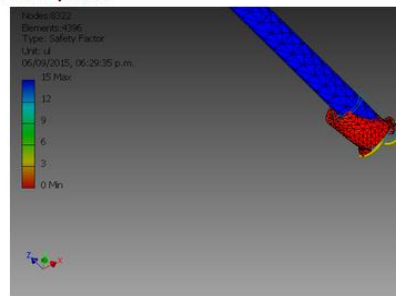 Nodes:8322
Elements:4396
Type: Safety Factor
Unit: ul
06/09/2015, 06:29:35 p.m.
15 Max
12
9
6
3
0 Min
Z
X